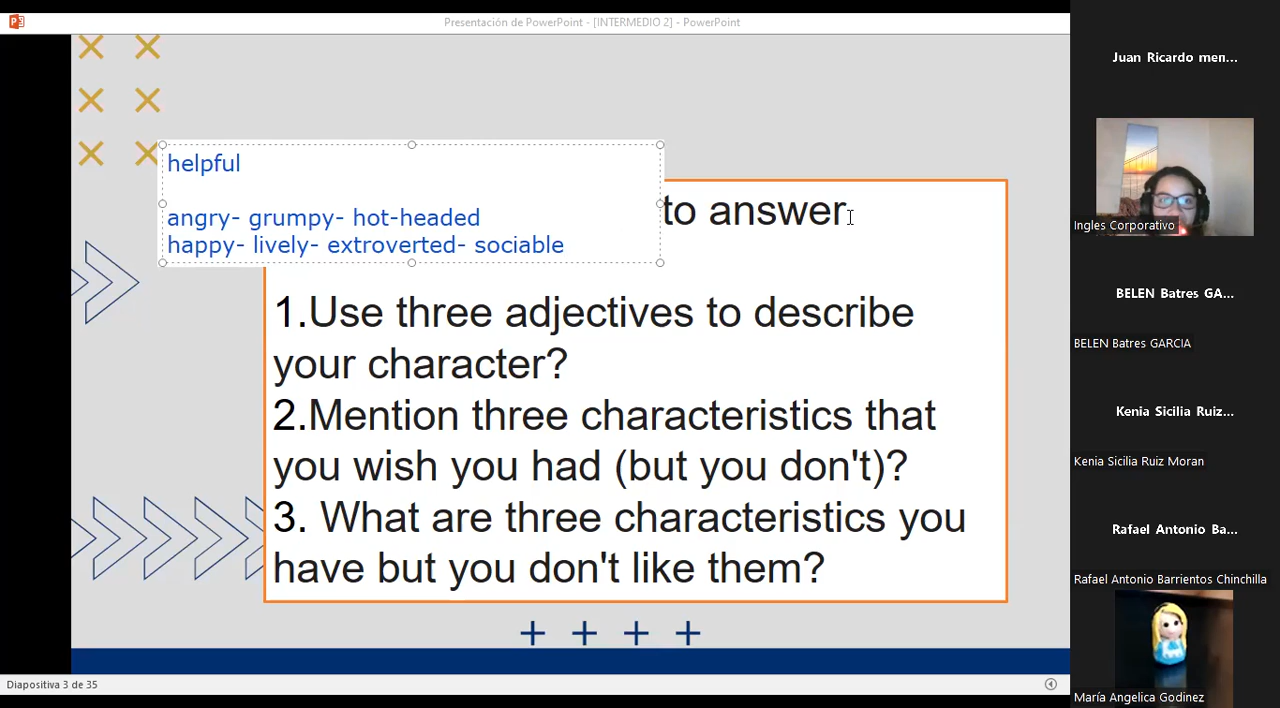 Presentación de PowerPoint - [INTERMEDIO 2] - PowerPoint
helpful
angry- grumpy- hot-headed
happy- lively- extroverted- sociable
to answer.
1.Use three adjectives to describe
your character?
2.Mention three characteristics that
you wish you had (but you don't)?
3. What are three characteristics you
have but you don't like them?
Diapositiva 3 de 35
Juan Ricardo men...
Ingles Corporativo
BELEN Batres GA...
BELEN Batres GARCIA
Kenia Sicilia Ruiz...
Kenia Sicilia Ruiz Moran
Rafael Antonio Ba...
Rafael Antonio Barrientos Chinchilla
María Angelica Godinez